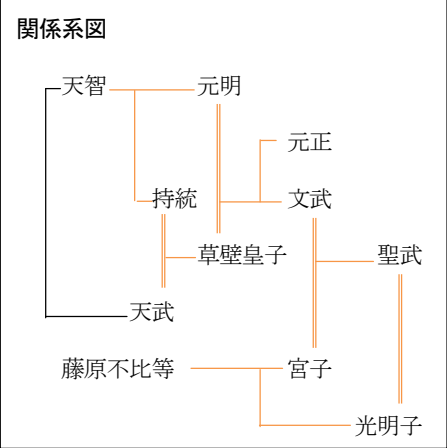 関係系図
天智
元明
元正
持統
文武
草壁皇子
聖武
天武
藤原不比等
宮子
光明子